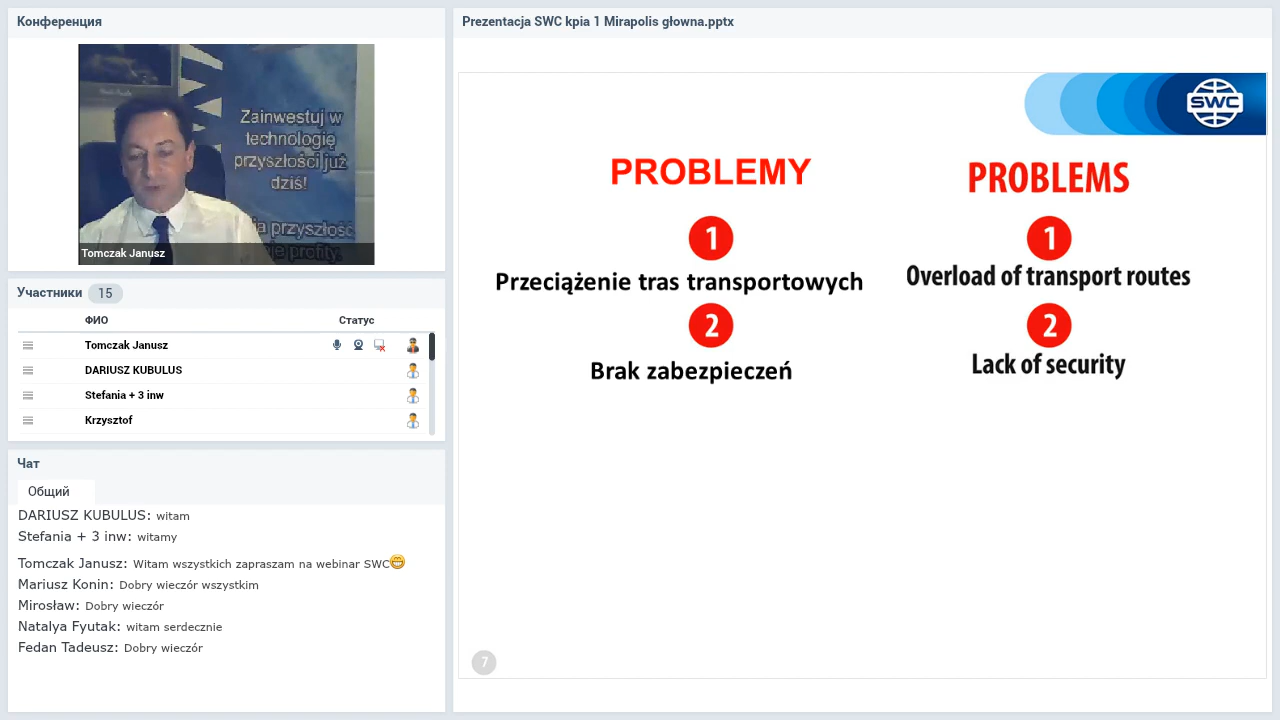 Конференция
Zainwestuj w
technologię
przyszłości już
dziś!
przyszłość
profity.
Tomczak Janusz
Участники 15
ФИО Статус
Tomczak Janusz
DARIUSZ KUBULUS
Stefania + 3 inw
Krzysztof
Чат
Общий
DARIUSZ KUBULUS: witam
Stefania + 3 inw: witamy
Tomczak Janusz: Witam wszystkich zapraszam na webinar SWC
Mariusz Konin: Dobry wieczór wszystkim
Mirosław: Dobry wieczór
Natalya Fyutak: witam serdecznie
Fedan Tadeusz: Dobry wieczór
Prezentacja SWC kpia 1 Mirapolis głowna.pptx
SWC
PROBLEMY
1
Przeciążenie tras transportowych
2
Brak zabezpieczeń
PROBLEMS
1
Overload of transport routes
2
Lack of security
7